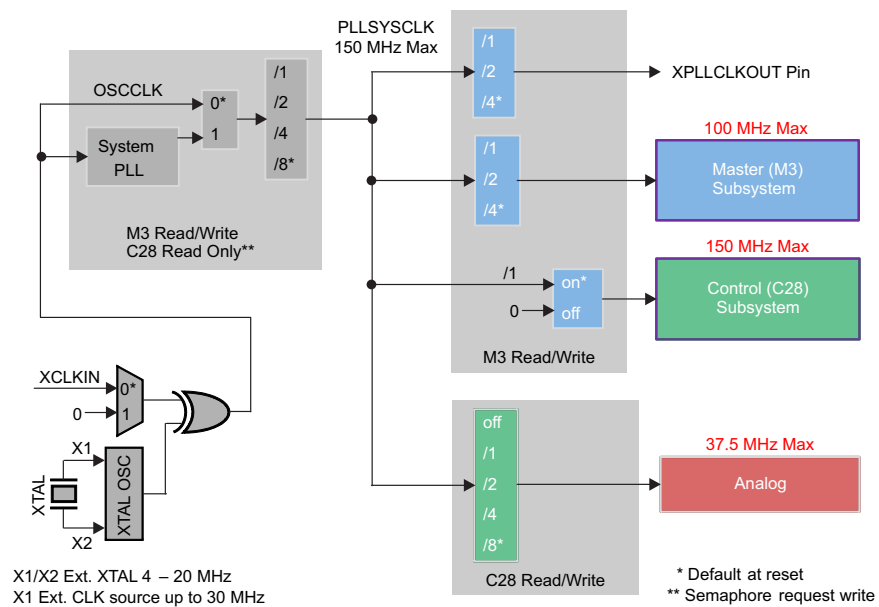 PLLSYSCLK
150 MHz Max
OSCCLK
0*
1
System
PLL
/1
/2
/4
/8*
M3 Read/Write
C28 Read Only**
/1
/2
/4*
XPLLCLKOUT Pin
/1
/2
/4*
100 MHz Max
Master (M3)
Subsystem
/1
0
on*
off
150 MHz Max
Control (C28)
Subsystem
M3 Read/Write
XCLKIN
0
0*
1
X1
XTAL
X2
XTAL OSC
off
/1
/2
/4
/8*
37.5 MHz Max
Analog
C28 Read/Write
X1/X2 Ext. XTAL 4 – 20 MHz
X1 Ext. CLK source up to 30 MHz
* Default at reset
** Semaphore request write